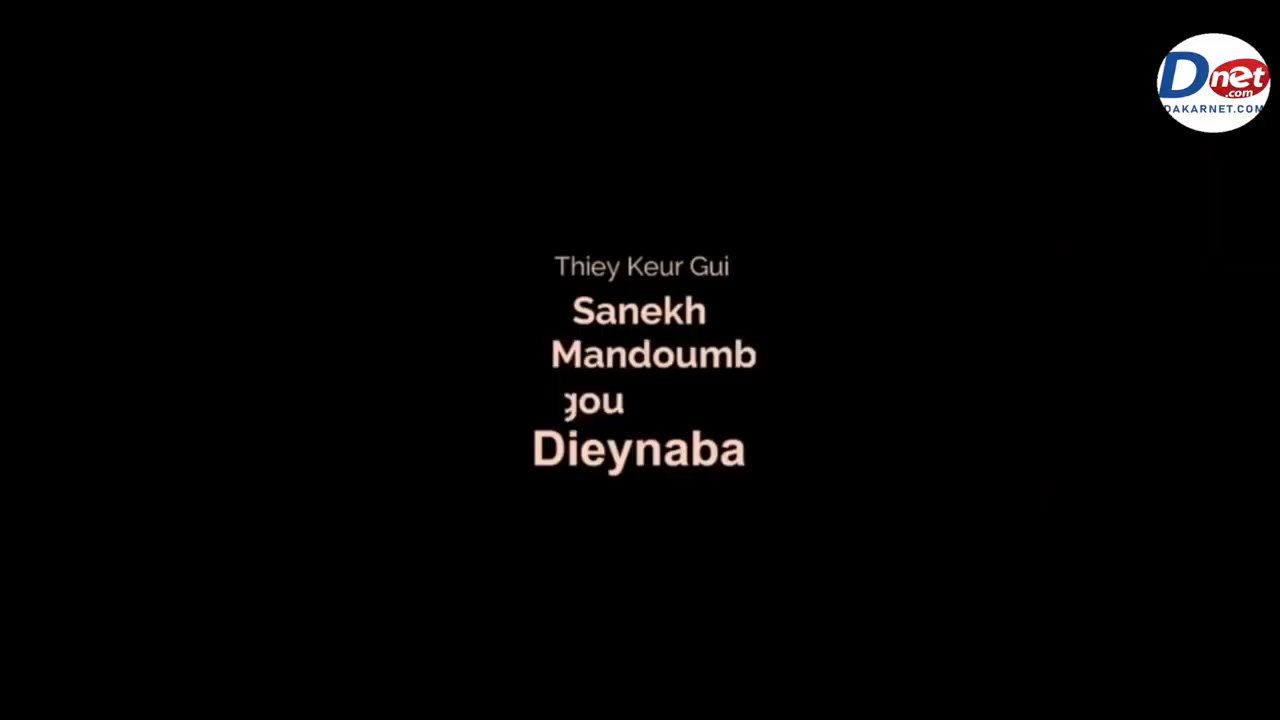 Dnet
.com
DAKARNET.COM
Thiey Keur Gui
Sanekh
Mandoumb
gou
Dieynaba